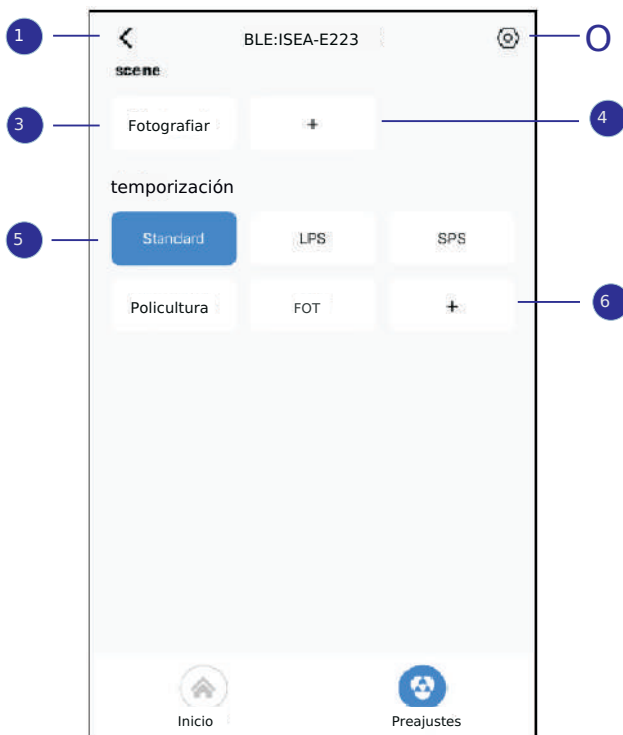 1
BLE:ISEA-E223
O
scene
3
Fotografiar
+
4
temporización
5
Standard
LPS
SPS
Policultura
FOT
+
6
Inicio
Preajustes